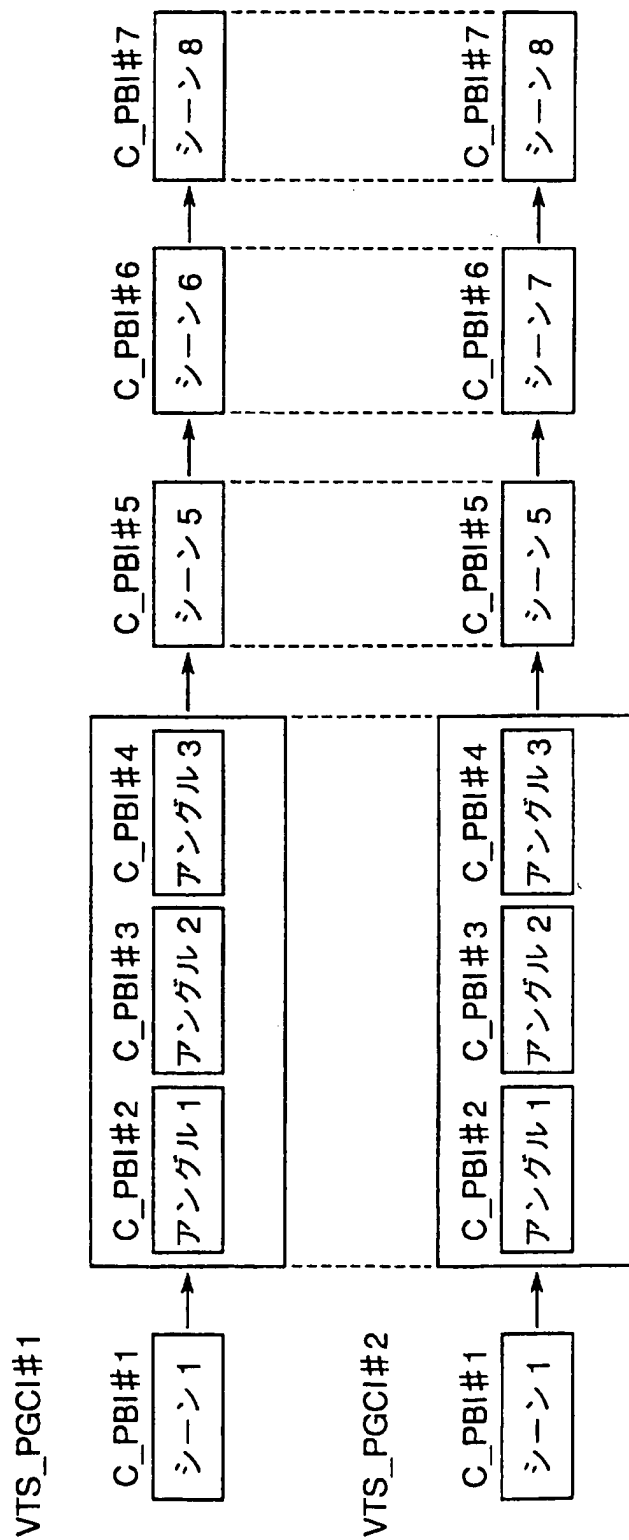 VTS_PGCI#1
C_PBI#1
シーン1
C_PBI#2
アングル1
C_PBI#3
アングル2
C_PBI#4
アングル3
C_PBI#5
シーン5
C_PBI#6
シーン6
C_PBI#7
シーン8
VTS_PGCI#2
C_PBI#1
シーン1
C_PBI#2
アングル1
C_PBI#3
アングル2
C_PBI#4
アングル3
C_PBI#5
シーン5
C_PBI#6
シーン7
C_PBI#7
シーン8